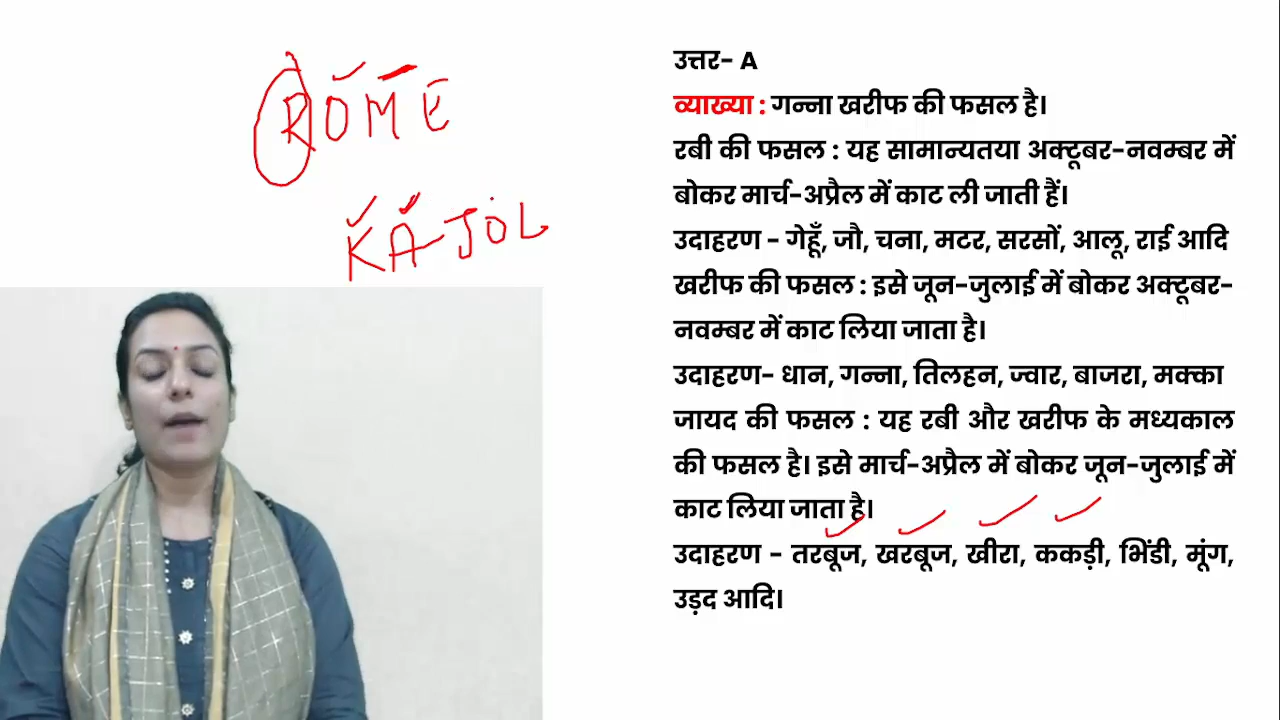 ROME
KAJOL
उत्तर- A
व्याख्या : गन्ना खरीफ की फसल है।
रबी की फसल : यह सामान्यतया अक्टूबर-नवम्बर में
बोकर मार्च-अप्रैल में काट ली जाती हैं।
उदाहरण - गेहूँ, जौ, चना, मटर, सरसों, आलू, राई आदि
खरीफ की फसल : इसे जून-जुलाई में बोकर अक्टूबर-
नवम्बर में काट लिया जाता है।
उदाहरण- धान, गन्ना, तिलहन, ज्वार, बाजरा, मक्का
जायद की फसल : यह रबी और खरीफ के मध्यकाल
की फसल है। इसे मार्च-अप्रैल में बोकर जून-जुलाई में
काट लिया जाता है।
उदाहरण - तरबूज, खरबूज, खीरा, ककड़ी, भिंडी, मूंग,
उड़द आदि।